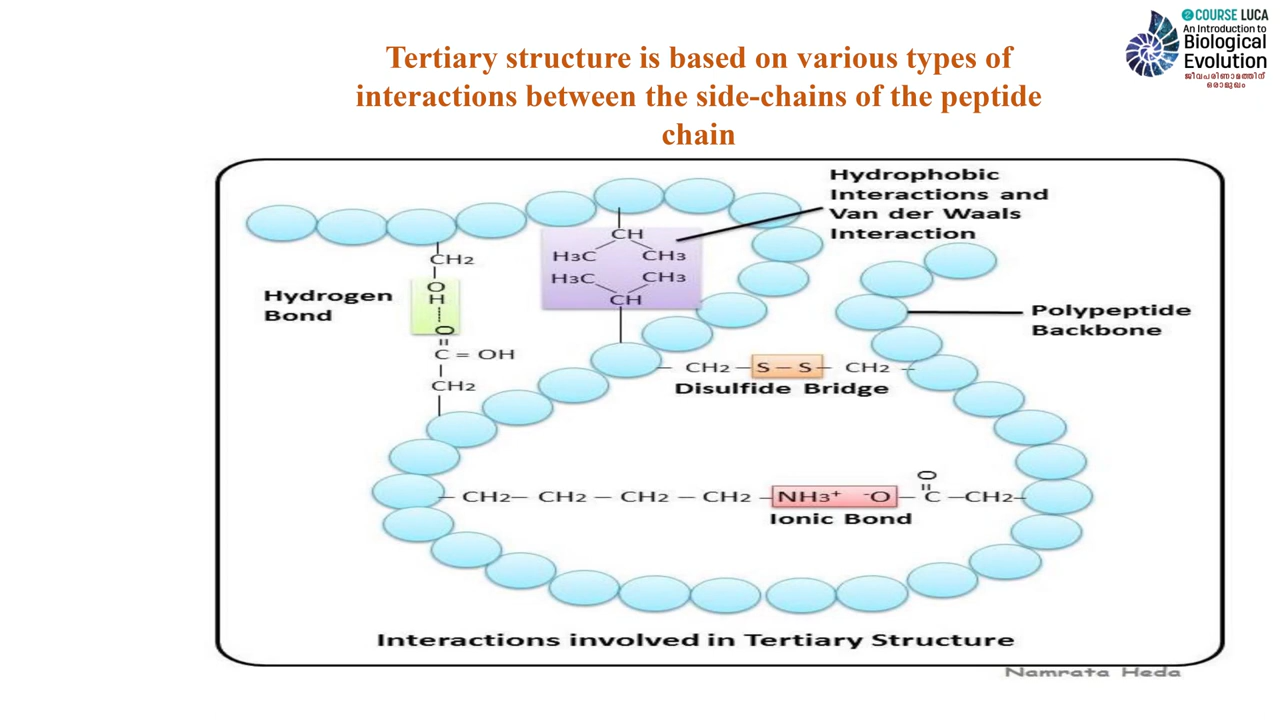 COURSE LUCA
An Introduction to
Biological
Evolution
ജീവപരിണാമത്തിന്
ഒരാമുഖം
Tertiary structure is based on various types of
interactions between the side-chains of the peptide
chain
Hydrophobic
Interactions and
Van der Waals
Interaction
CH
H3C CH3
H3C CH3
CH
CH2
O
H
O
C = OH
CH2
Hydrogen
Bond
Polypeptide
Backbone
– CH2 – S – S – CH2 –
Disulfide Bridge
– CH2 – CH2 – CH2 – CH2 – NH3+ -O – C – CH2 –
O
Ionic Bond
Interactions involved in Tertiary Structure
Namrata Heda